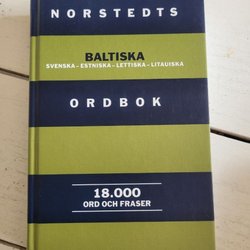 NORSTEDTS
BALTISKA
SVENSKA - ESTNISKA - LETTISKA - LITAUISKA
ORDBOK
18.000
ORD OCH FRASER